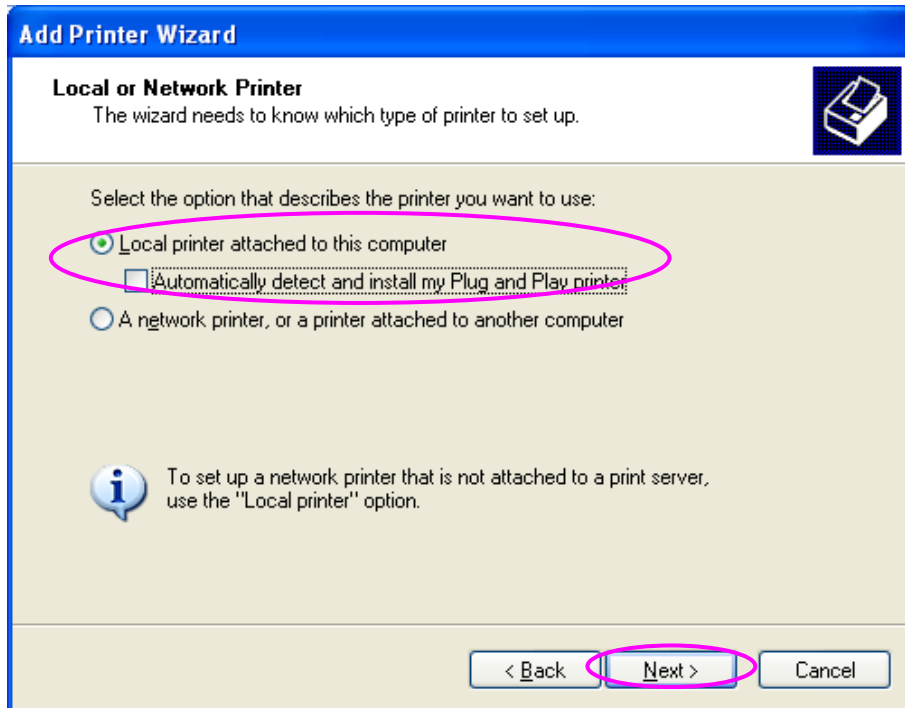 Add Printer Wizard
Local or Network Printer
The wizard needs to know which type of printer to set up.
Select the option that describes the printer you want to use:
Local printer attached to this computer
Automatically detect and install my Plug and Play printer
A network printer, or a printer attached to another computer
To set up a network printer that is not attached to a print server,
use the "Local printer" option.
< Back Next > Cancel